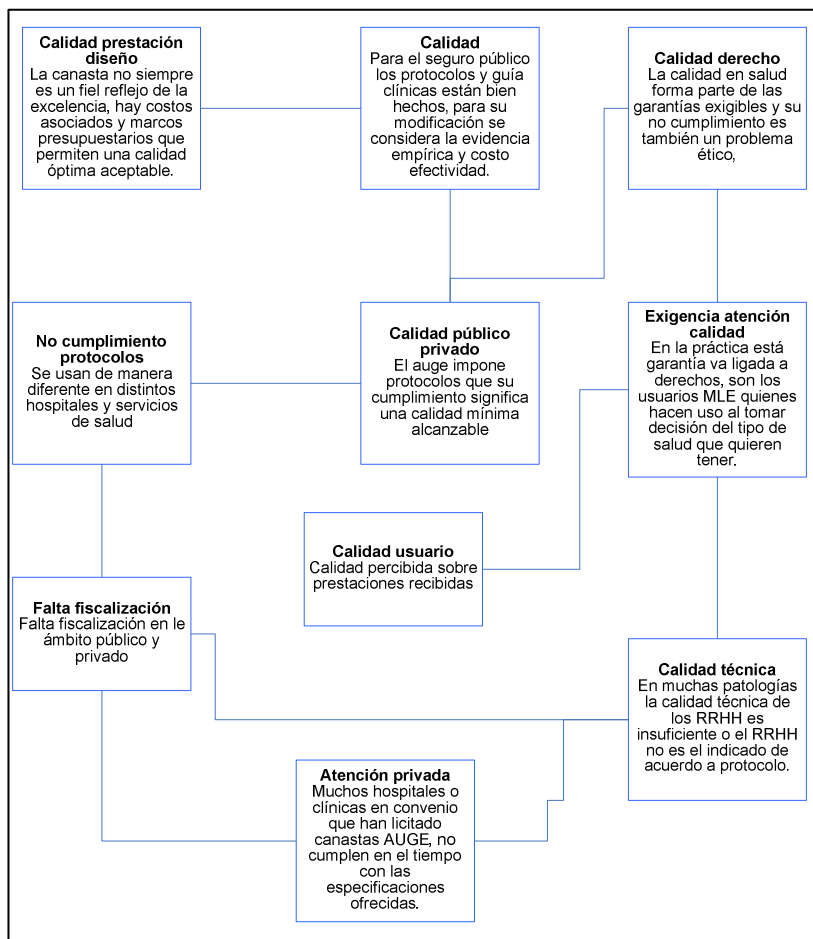 Calidad prestación
diseño
La canasta no siempre
es un fiel reflejo de la
excelencia, hay costos
asociados y marcos
presupuestarios que
permiten una calidad
óptima aceptable.
Calidad
Para el seguro público
los protocolos y guía
clínicas están bien
hechos, para su
modificación se
considera la evidencia
empírica y costo
efectividad.
Calidad derecho
La calidad en salud
forma parte de las
garantías exigibles y su
no cumplimiento es
también un problema
ético,
No cumplimiento
protocolos
Se usan de manera
diferente en distintos
hospitales y servicios
de salud
Calidad público
privado
El auge impone
protocolos que su
cumplimiento significa
una calidad mínima
alcanzable
Exigencia atención
calidad
En la práctica está
garantía va ligada a
derechos, son los
usuarios MLE quienes
hacen uso al tomar
decisión del tipo de
salud que quieren
tener.
Calidad usuario
Calidad percibida sobre
prestaciones recibidas
Falta fiscalización
Falta fiscalización en le
ámbito público y
privado
Calidad técnica
En muchas patologías
la calidad técnica de
los RRHH es
insuficiente o el RRHH
no es el indicado de
acuerdo a protocolo.
Atención privada
Muchos hospitales o
clínicas en convenio
que han licitado
canastas AUGE, no
cumplen en el tiempo
con las
especificaciones
ofrecidas.